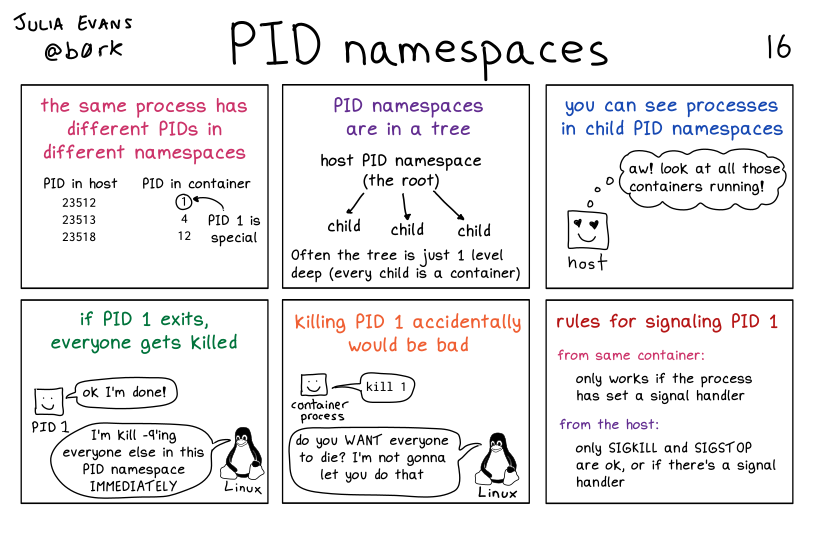 JULIA EVANS
@b0rk
PID namespaces
16
the same process has
different PIDs in
different namespaces
PID in host PID in container
23512 1
23513 4 PID 1 is
23518 12 special
PID namespaces
are in a tree
host PID namespace
(the root)
child child child
Often the tree is just 1 level
deep (every child is a container)
you can see processes
in child PID namespaces
aw! look at all those
containers running!
host
if PID 1 exits,
everyone gets killed
ok I'm done!
PID 1
I'm kill -9'ing
everyone else in this
PID namespace
IMMEDIATELY
Linux
killing PID 1 accidentally
would be bad
kill 1
container
process
do you WANT everyone
to die? I'm not gonna
let you do that
Linux
rules for signaling PID 1
from same container:
only works if the process
has set a signal handler
from the host:
only SIGKILL and SIGSTOP
are ok, or if there's a signal
handler